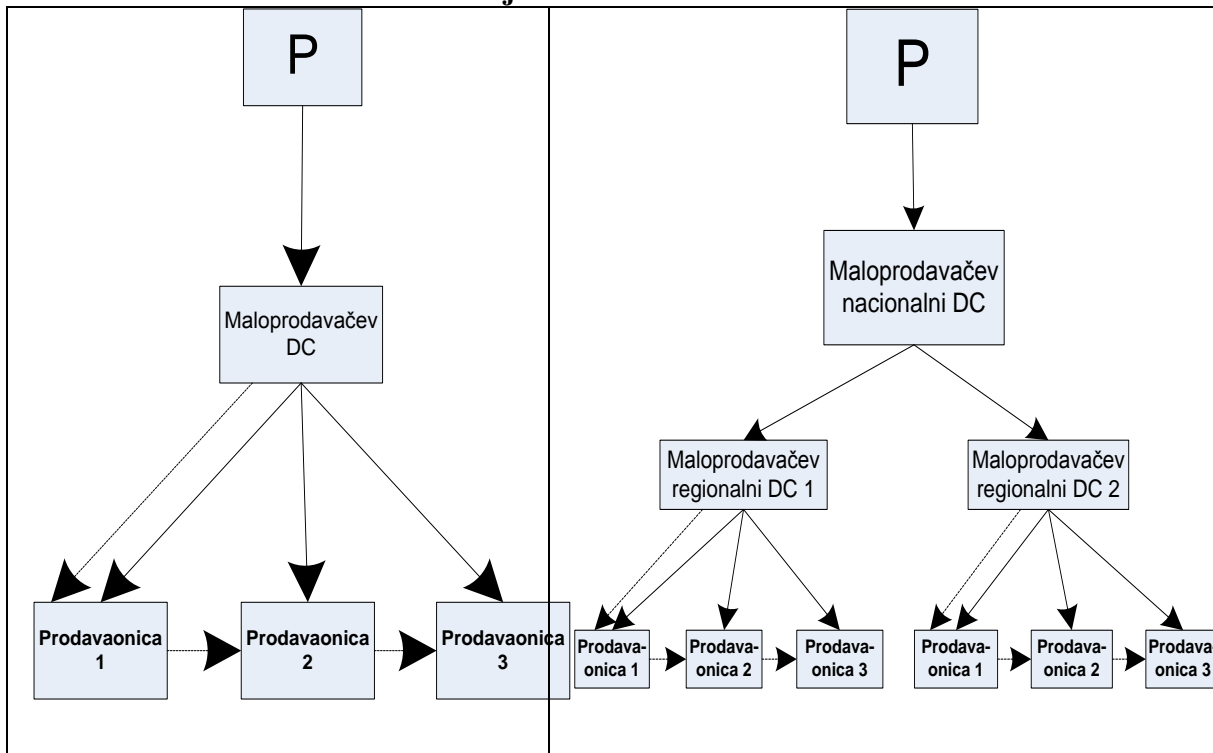 P
Maloprodavačev
DC
Prodavaonica
1
Prodavaonica
2
Prodavaonica
3
P
Maloprodavačev
nacionalni DC
Maloprodavačev
regionalni DC 1
Maloprodavačev
regionalni DC 2
Prodava-
onica 1
Prodava-
onica 2
Prodava-
onica 3
Prodava-
onica 1
Prodava-
onica 2
Prodava-
onica 3